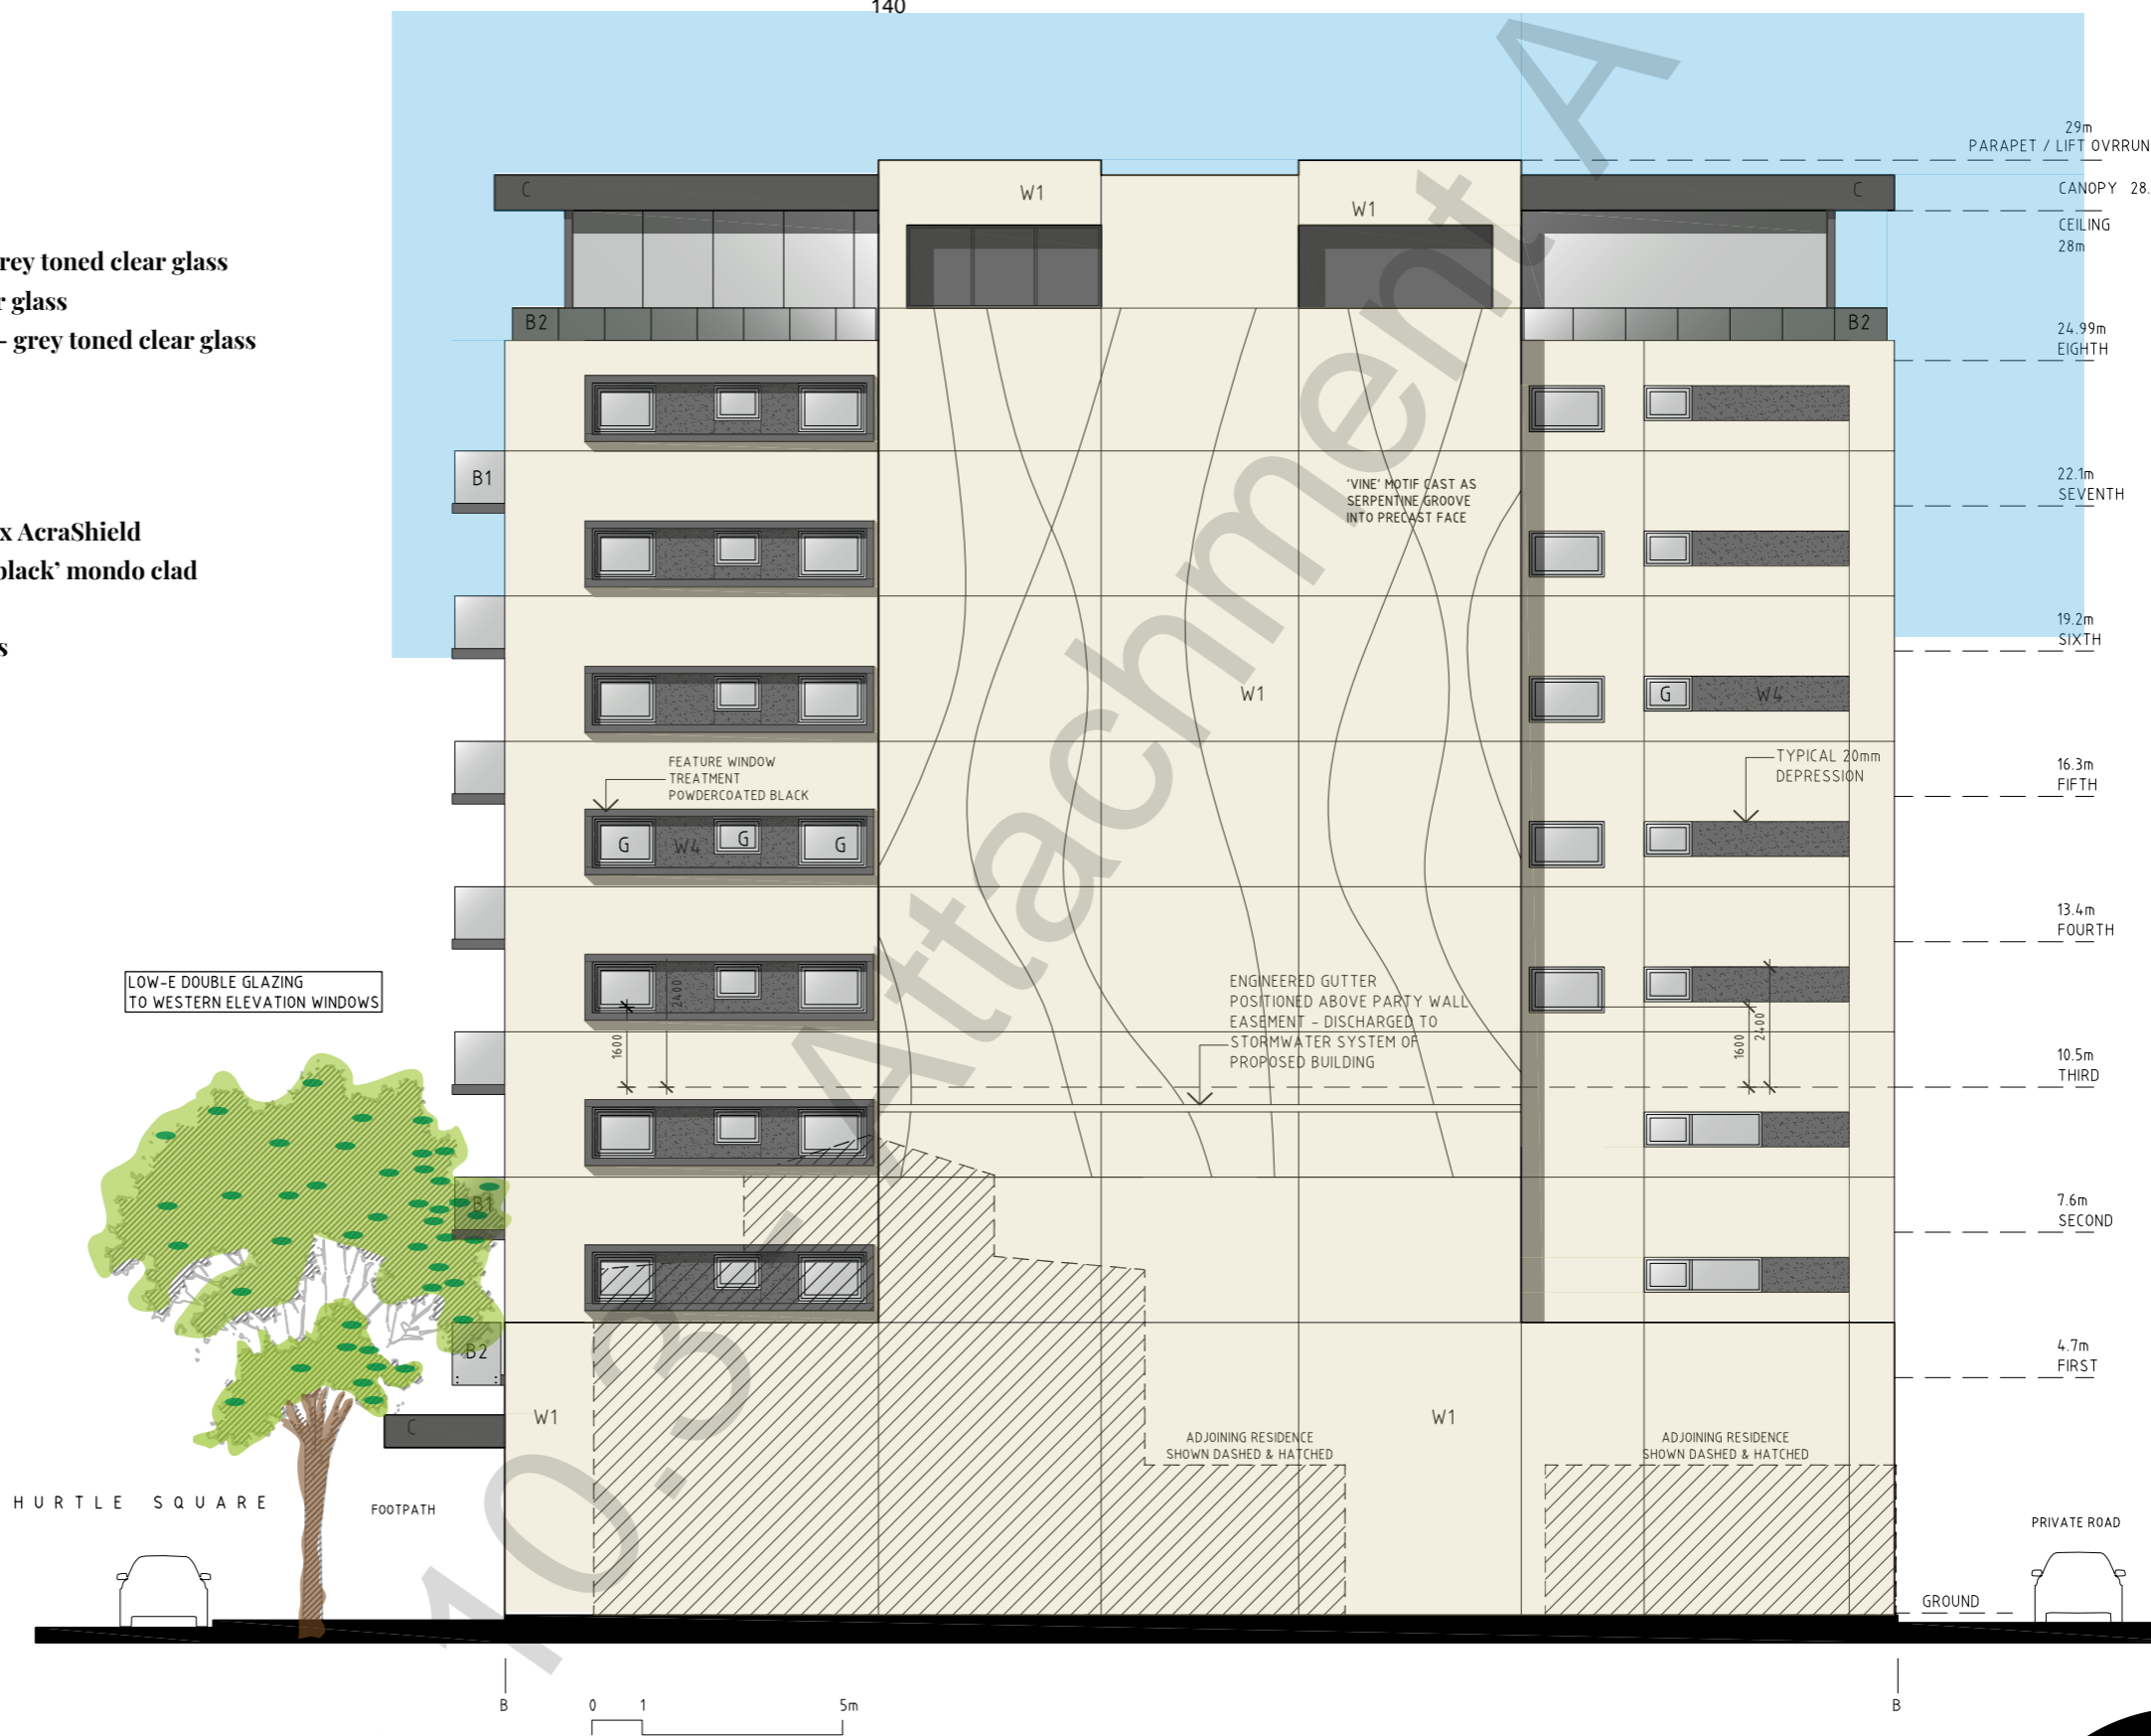 140
29m
PARAPET / LIFT OVRRUN
C
W1
W1
C
CANOPY 28.
CEILING
28m
rey toned clear glass
r glass
– grey toned clear glass
B2
B2
24.99m
EIGHTH
B1
'VINE' MOTIF CAST AS
SERPENTINE GROOVE
INTO PRECAST FACE
22.1m
SEVENTH
x AcraShield
black’ mondo clad
s
19.2m
SIXTH
W1
G
W4
FEATURE WINDOW
TREATMENT
POWDERCOATED BLACK
TYPICAL 20mm
DEPRESSION
16.3m
FIFTH
G
W4
G
G
13.4m
FOURTH
LOW-E DOUBLE GLAZING
TO WESTERN ELEVATION WINDOWS
2400
1600
ENGINEERED GUTTER
POSITIONED ABOVE PARTY WALL
EASEMENT - DISCHARGED TO
STORMWATER SYSTEM OF
PROPOSED BUILDING
2400
1600
10.5m
THIRD
B1
7.6m
SECOND
B2
4.7m
FIRST
C
W1
W1
ADJOINING RESIDENCE
SHOWN DASHED & HATCHED
ADJOINING RESIDENCE
SHOWN DASHED & HATCHED
HURTLE SQUARE
FOOTPATH
PRIVATE ROAD
GROUND
B
0 1 5m
B
10.3 - Attachment A